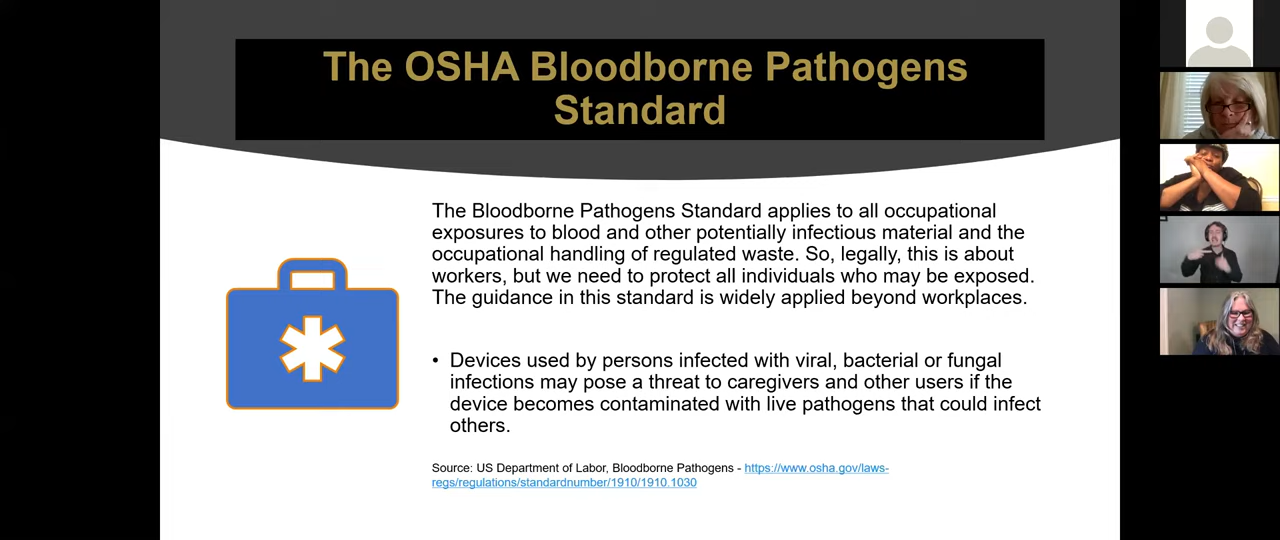 The OSHA Bloodborne Pathogens
Standard
The Bloodborne Pathogens Standard applies to all occupational
exposures to blood and other potentially infectious material and the
occupational handling of regulated waste. So, legally, this is about
workers, but we need to protect all individuals who may be exposed.
The guidance in this standard is widely applied beyond workplaces.
• Devices used by persons infected with viral, bacterial or fungal
infections may pose a threat to caregivers and other users if the
device becomes contaminated with live pathogens that could infect
others.
Source: US Department of Labor, Bloodborne Pathogens - https://www.osha.gov/laws-
regs/regulations/standardnumber/1910/1910.1030